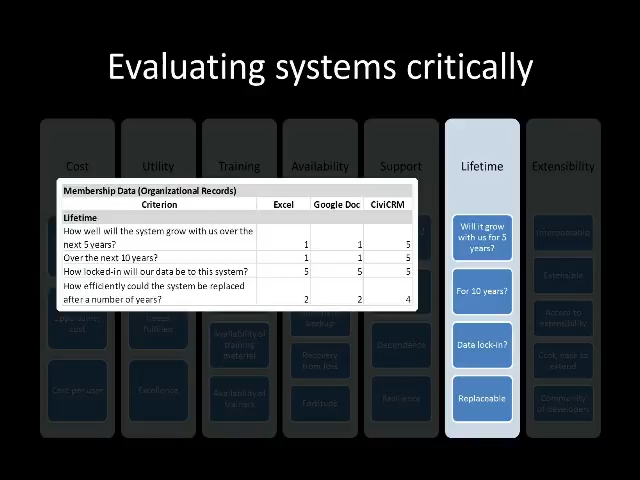 Evaluating systems critically
Cost Utility Training Availability Support Lifetime Extensibility
Membership Data (Organizational Records)
Criterion Excel Google Doc CiviCRM
Lifetime
How well will the system grow with us over the
next 5 years? 1 1 5
Over the next 10 years? 1 1 5
How locked-in will our data be to this system? 5 5 5
How efficiently could the system be replaced
after a number of years? 2 2 4
Will it grow
with us for 5
years?
For 10 years?
Data lock-in?
Replaceable
Interoperable
Extensible
Access to
extensibility
Cost, ease to
extend
Community
of developers
cost
fulfilled
Availability of
training
material
backup
Recovery
from loss
Dependence
Cost per user
Excellence
Availability
of trainers
Fortitude
Resilience